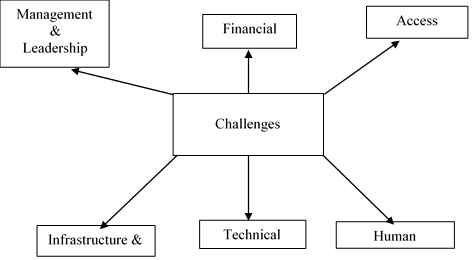 Management
&
Leadership
Financial
Access
Challenges
Infrastructure &
Technical
Human